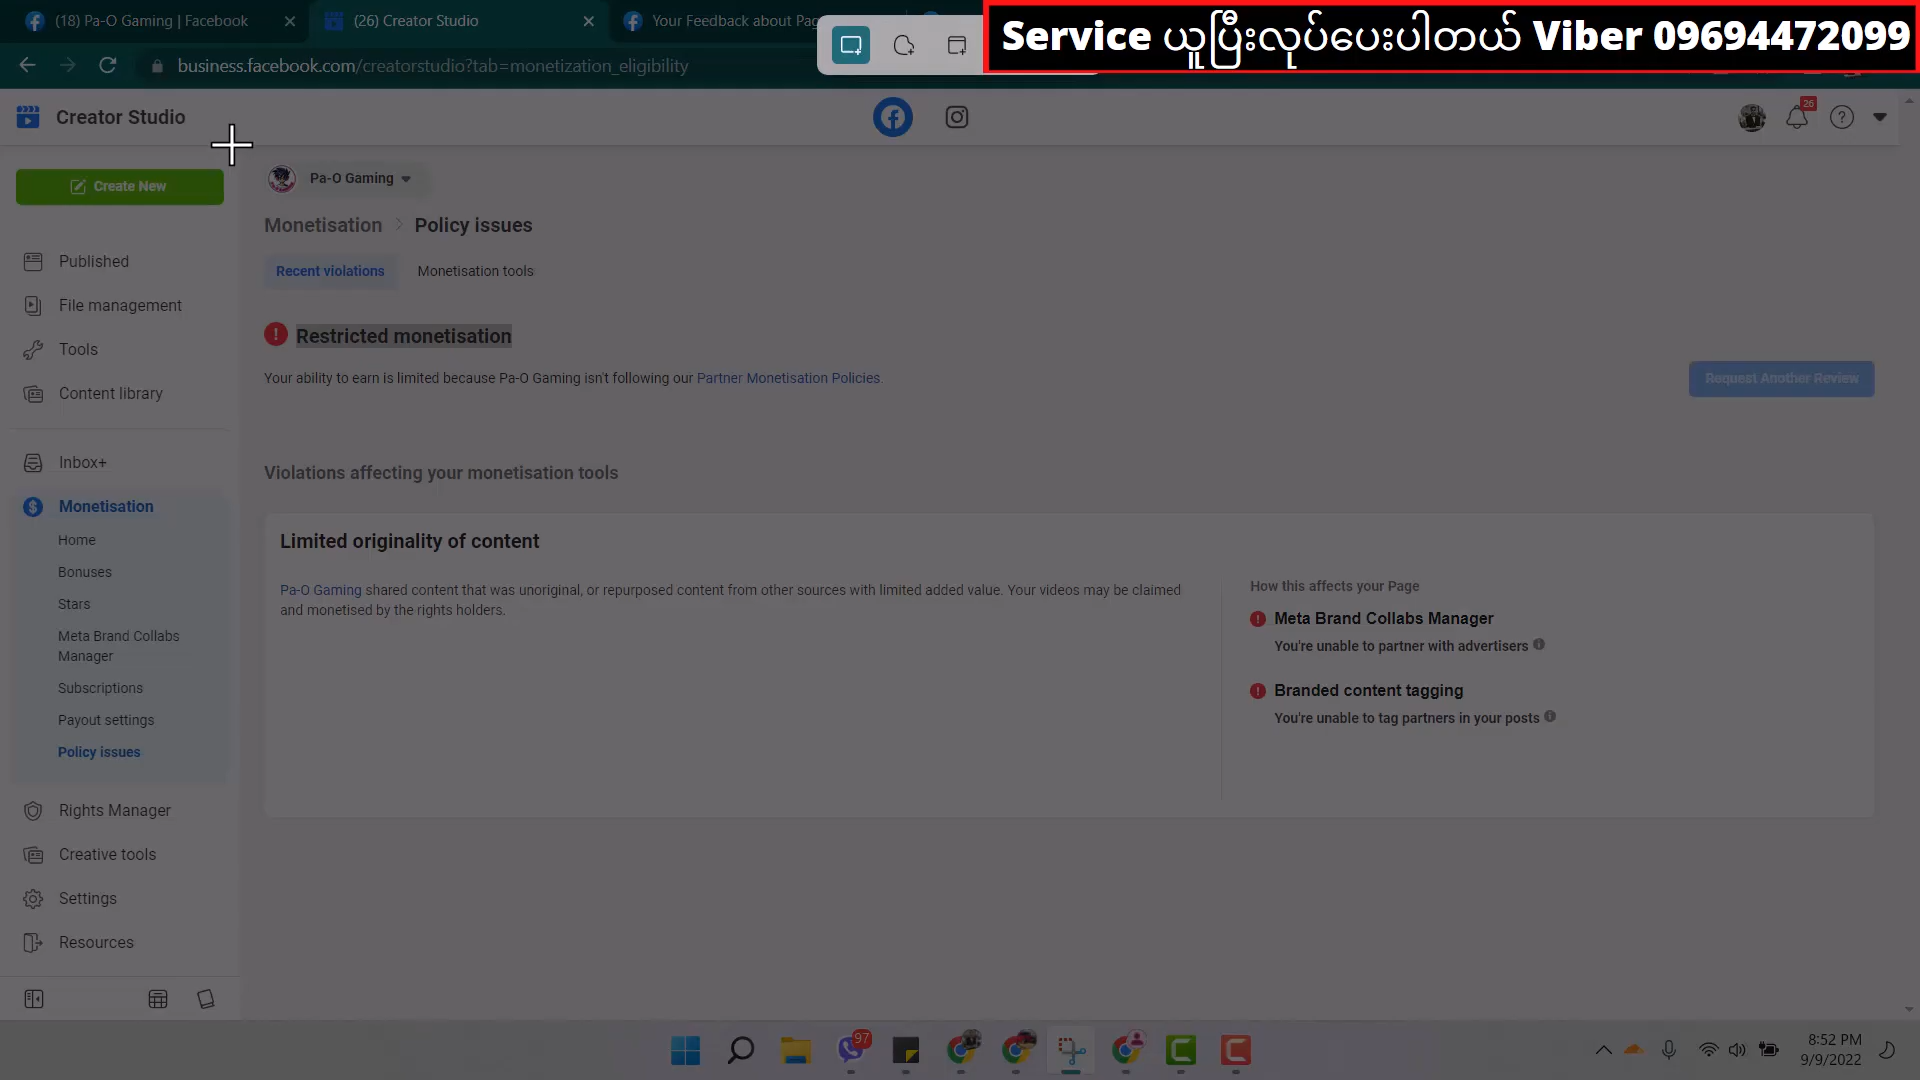 (18) Pa-O Gaming | Facebook
(26) Creator Studio
Your Feedback about Pag
Service ယူပြီးလုပ်ပေးပါတယ် Viber 09694472099
business.facebook.com/creatorstudio?tab=monetization_eligibility
Creator Studio
26
Create New
Pa-O Gaming
Monetisation
Policy issues
Published
Recent violations
Monetisation tools
File management
Restricted monetisation
Tools
Your ability to earn is limited because Pa-O Gaming isn't following our Partner Monetisation Policies.
Request Another Review
Content library
Inbox+
Violations affecting your monetisation tools
Monetisation
Home
Bonuses
Stars
Meta Brand Collabs
Manager
Subscriptions
Payout settings
Policy issues
Limited originality of content
Pa-O Gaming shared content that was unoriginal, or repurposed content from other sources with limited added value. Your videos may be claimed
and monetised by the rights holders.
How this affects your Page
Meta Brand Collabs Manager
You're unable to partner with advertisers
Branded content tagging
You're unable to tag partners in your posts
Rights Manager
Creative tools
Settings
Resources
97
8:52 PM
9/9/2022